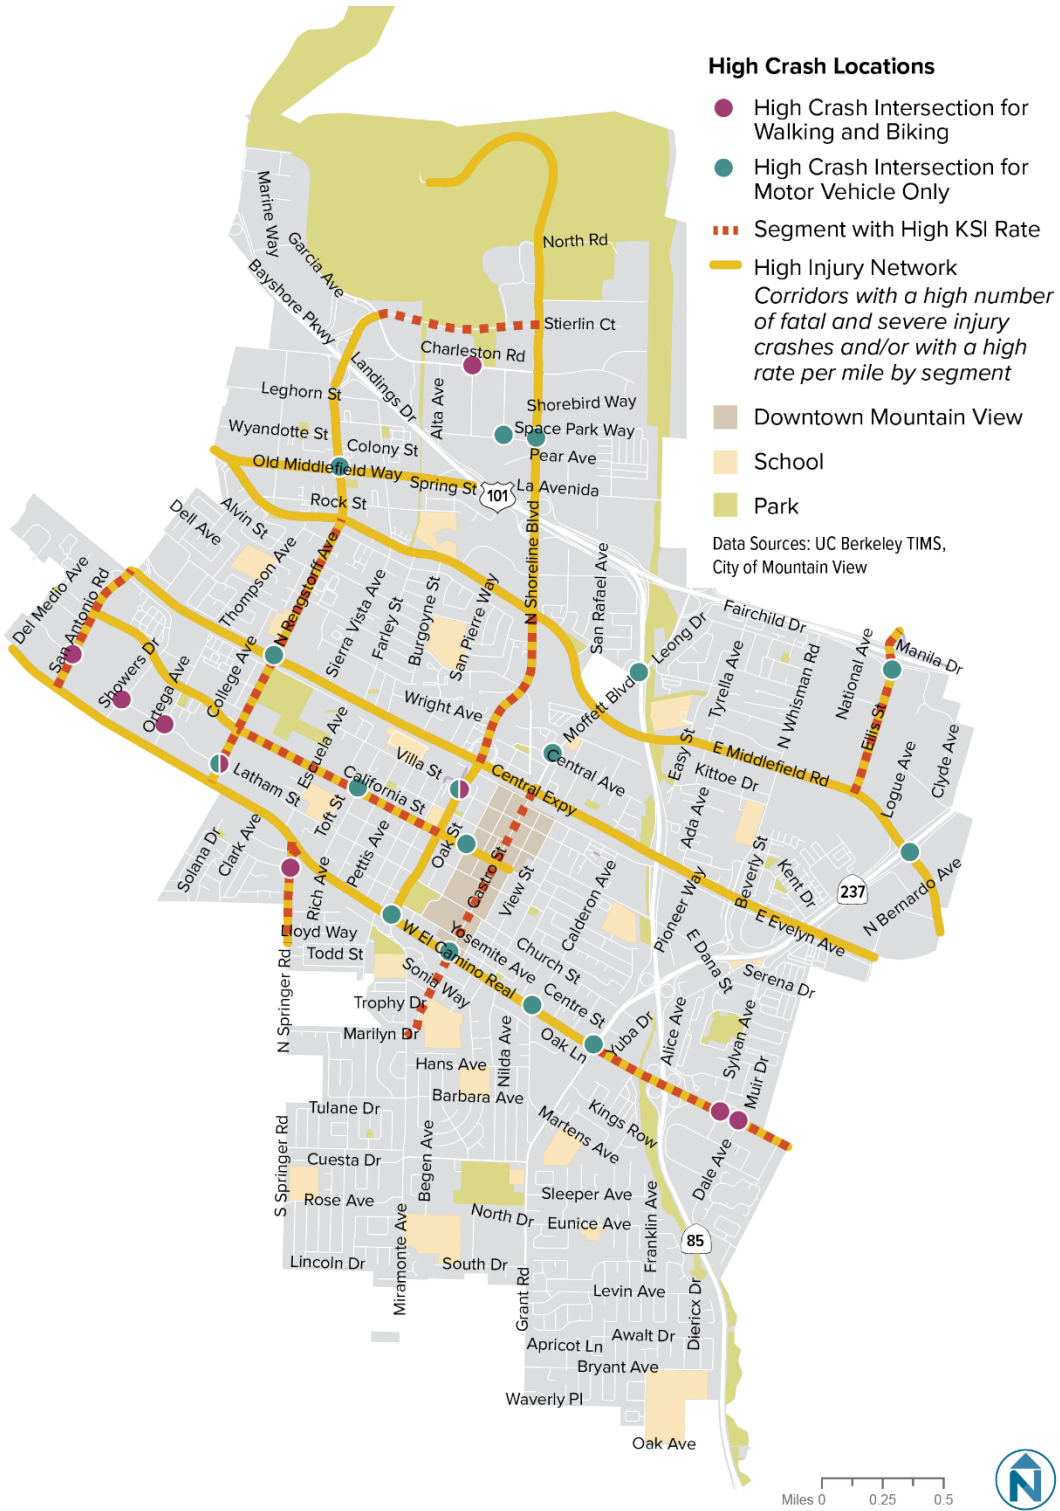 High Crash Locations
High Crash Intersection for
Walking and Biking
High Crash Intersection for
Motor Vehicle Only
Segment with High KSI Rate
High Injury Network
Corridors with a high number
of fatal and severe injury
crashes and/or with a high
rate per mile by segment
Downtown Mountain View
School
Park
Data Sources: UC Berkeley TIMS,
City of Mountain View
Marine Way
Garcia Ave
North Rd
Bayshore Pkwy
Stierlin Ct
Charleston Rd
Landings Dr
Leghorn St
Alta Ave
Shorebird Way
Wyandotte St
Space Park Way
Colony St
Pear Ave
Old Middlefield Way
Spring St
101
La Avenida
Rock St
Alvin St
Dell Ave
N Shoreline Blvd
Thompson Ave
N Rengstorff Ave
San Rafael Ave
Del Medio Ave
San Antonio Rd
Sierra Vista Ave
Farley St
Burgoyne St
San Pierre Way
Fairchild Dr
Leong Dr
Manila Dr
Showers Dr
Ortega Ave
College Ave
Tyrella Ave
N Whisman Rd
National Ave
Wright Ave
Moffett Blvd
Ellis St
Escuela Ave
Villa St
Central Ave
Easy St
E Middlefield Rd
Kittoe Dr
Logue Ave
Clyde Ave
Latham St
California St
Central Expy
Toft St
Ada Ave
Solana Dr
Clark Ave
Pettis Ave
Oak St
Castro St
View St
Beverly St
Kent Dr
237
Rich Ave
Calderon Ave
Pioneer Way
N Bernardo Ave
E Evelyn Ave
Lloyd Way
W El Camino Real
Yosemite Ave
Church St
E Dana St
Todd St
Sonia Way
Serena Dr
Centre St
N Springer Rd
Trophy Dr
Marilyn Dr
Oak Ln
Yuba Dr
Alice Ave
Sylvan Ave
Hans Ave
Nilda Ave
Muir Dr
Barbara Ave
Tulane Dr
Kings Row
Martens Ave
S Springer Rd
Cuesta Dr
Begen Ave
Dale Ave
Rose Ave
Sleeper Ave
North Dr
Eunice Ave
Franklin Ave
Miramonte Ave
85
Lincoln Dr
South Dr
Grant Rd
Levin Ave
Diericx Dr
Awalt Dr
Apricot Ln
Bryant Ave
Waverly Pl
Oak Ave
N
Miles 0 0.25 0.5